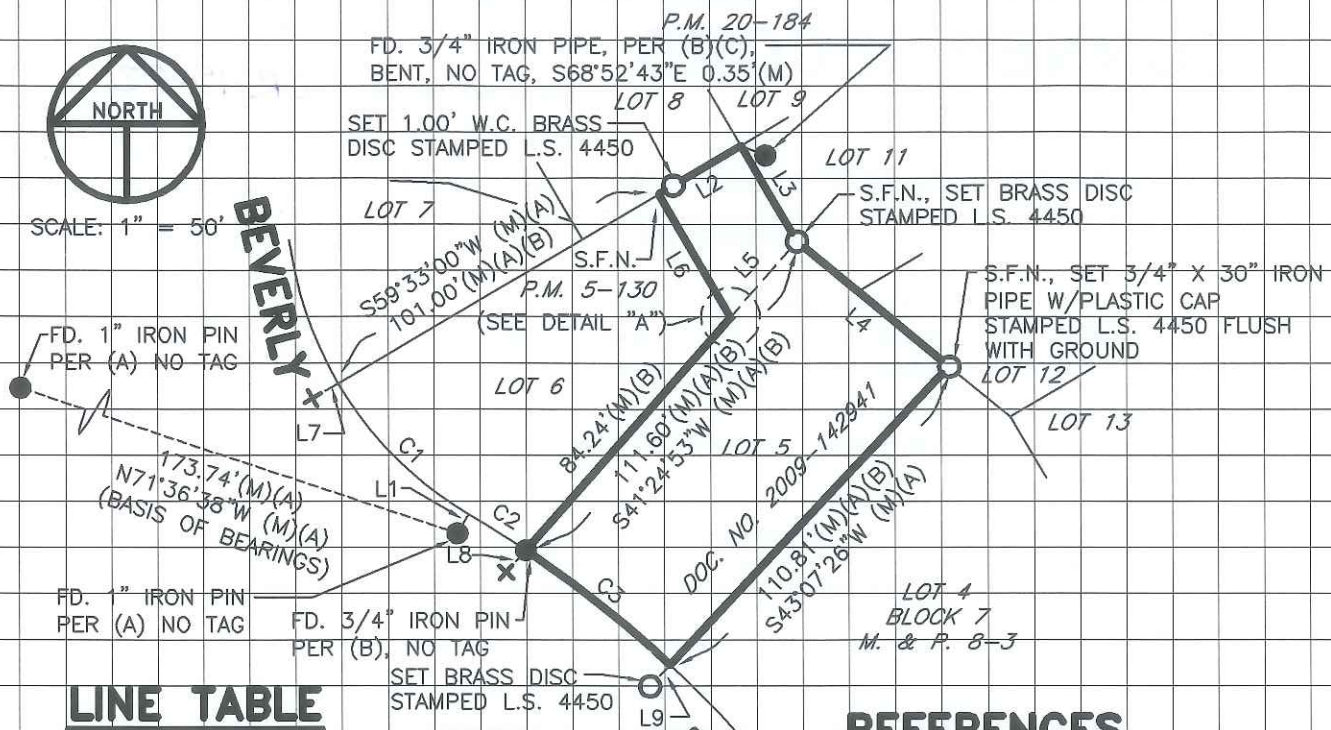 P.M. 20-184
FD. 3/4" IRON PIPE, PER (B)(C),
BENT, NO TAG, S68°52'43"E 0.35'(M)
NORTH
SCALE: 1" = 50'
LOT 8
LOT 9
SET 1.00' W.C. BRASS
DISC STAMPED L.S. 4450
LOT 11
L2
L3
LOT 7
S.F.N., SET BRASS DISC
STAMPED L.S. 4450
BEVERLY
S59°33'00"W (M)(A)
101.00'(M)(A)(B)
S.F.N.
L6
L5
P.M. 5-130
(SEE DETAIL "A")
L4
S.F.N., SET 3/4" X 30" IRON
PIPE W/PLASTIC CAP
STAMPED L.S. 4450 FLUSH
WITH GROUND
FD. 1" IRON PIN
PER (A) NO TAG
LOT 6
LOT 12
LOT 13
L7
C1
84.24'(M)(B)
111.60'(M)(A)(B)
S41°24'53"W (M)(A)(B)
LOT 5
173.74'(M)(A)
N71°36'38"W (M)(A)
(BASIS OF BEARINGS)
L1
C2
L8
DOC. NO. 2009-142941
110.81'(M)(A)(B)
S43°07'26"W (M)(A)
C3
FD. 1" IRON PIN
PER (A) NO TAG
FD. 3/4" IRON PIN
PER (B), NO TAG
LOT 4
BLOCK 7
M. & P. 8-3
SET BRASS DISC
STAMPED L.S. 4450
L9
LINE TABLE
REFERENCES